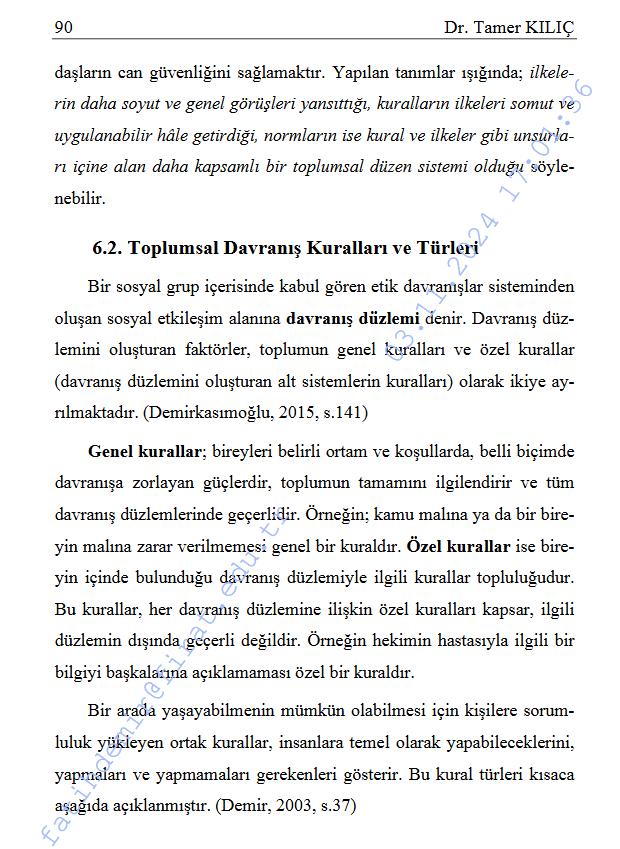 90 Dr. Tamer KILIÇ
daşların can güvenliğini sağlamaktır. Yapılan tanımlar ışığında; ilkele-
rin daha soyut ve genel görüşleri yansıttığı, kuralların ilkeleri somut ve
uygulanabilir hâle getirdiği, normların ise kural ve ilkeler gibi unsurla-
rı içine alan daha kapsamlı bir toplumsal düzen sistemi olduğu söyle-
nebilir.
6.2. Toplumsal Davranış Kuralları ve Türleri
Bir sosyal grup içerisinde kabul gören etik davranışlar sisteminden
oluşan sosyal etkileşim alanına davranış düzlemi denir. Davranış düz-
lemini oluşturan faktörler, toplumun genel kuralları ve özel kurallar
(davranış düzlemini oluşturan alt sistemlerin kuralları) olarak ikiye ay-
rılmaktadır. (Demirkasımoğlu, 2015, s.141)
Genel kurallar; bireyleri belirli ortam ve koşullarda, belli biçimde
davranışa zorlayan güçlerdir, toplumun tamamını ilgilendirir ve tüm
davranış düzlemlerinde geçerlidir. Örneğin; kamu malına ya da bir bire-
yin malına zarar verilmemesi genel bir kuraldır. Özel kurallar ise bire-
yin içinde bulunduğu davranış düzlemiyle ilgili kurallar topluluğudur.
Bu kurallar, her davranış düzlemine ilişkin özel kuralları kapsar, ilgili
düzlemin dışında geçerli değildir. Örneğin hekimin hastasıyla ilgili bir
bilgiyi başkalarına açıklamaması özel bir kuraldır.
Bir arada yaşayabilmenin mümkün olabilmesi için kişilere sorum-
luluk yükleyen ortak kurallar, insanlara temel olarak yapabileceklerini,
yapmaları ve yapmamaları gerekenleri gösterir. Bu kural türleri kısaca
aşağıda açıklanmıştır. (Demir, 2003, s.37)
03.11.2024 17:01:36